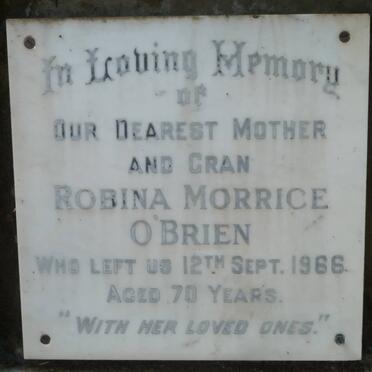 In Loving Memory
OF
OUR DEAREST MOTHER
AND GRAN
ROBINA MORRICE
O'BRIEN
WHO LEFT US 12TH SEPT. 1966
AGED 70 YEARS.
"WITH HER LOVED ONES."